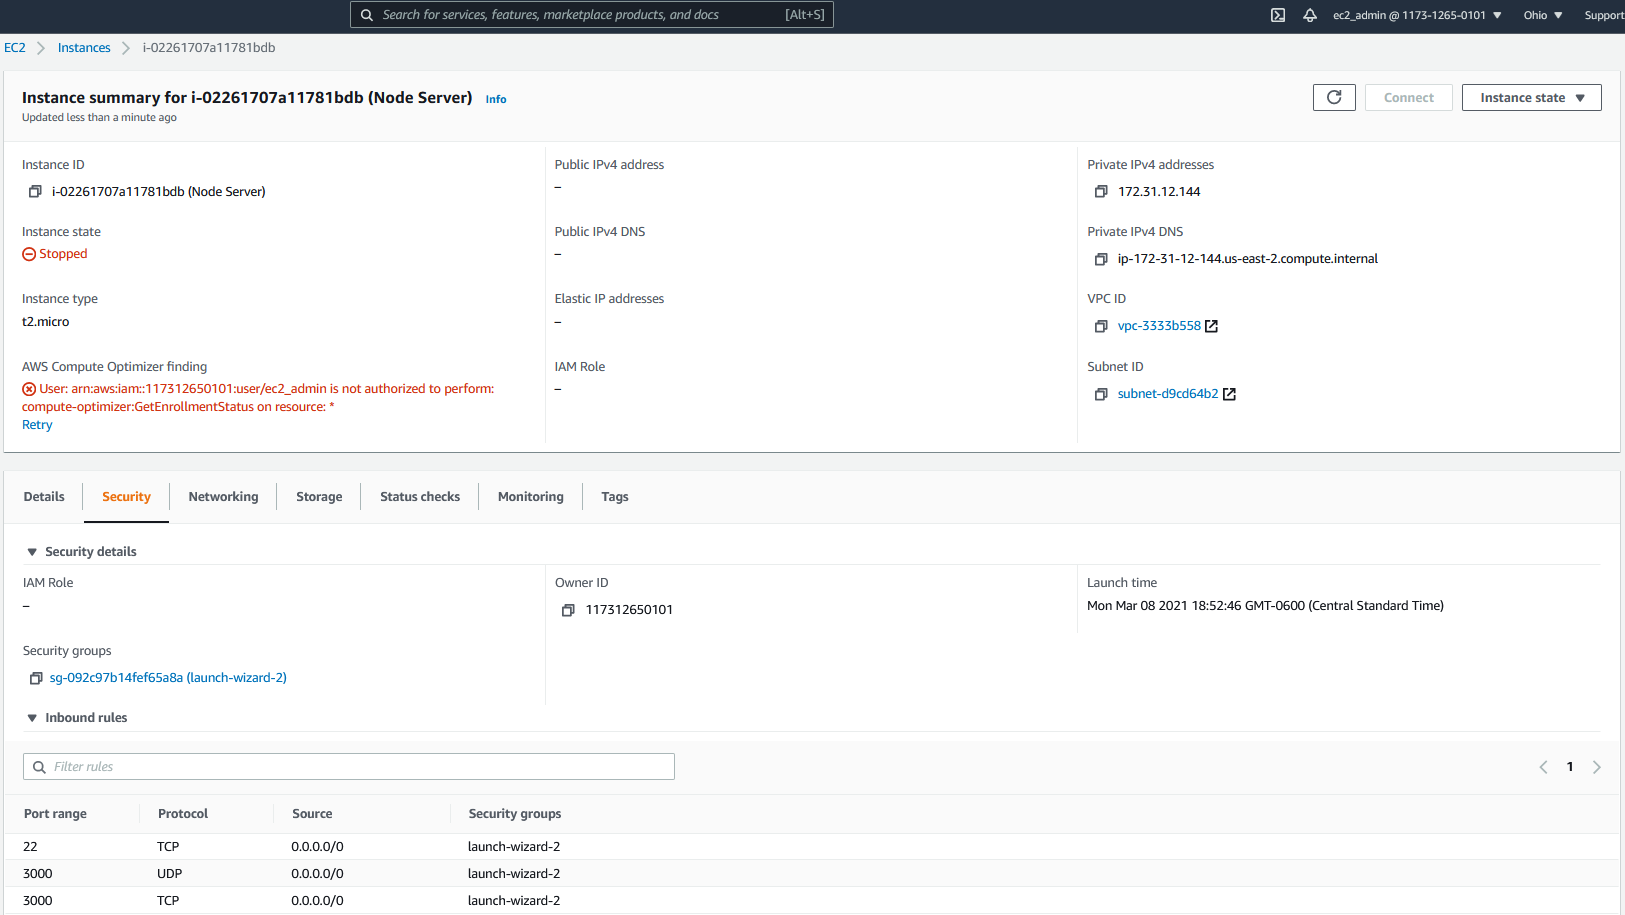 Search for services, features, marketplace products, and docs [Alt+S]
ec2_admin @ 1173-1265-0101 Ohio Support
EC2 Instances i-02261707a11781bdb
Instance summary for i-02261707a11781bdb (Node Server) Info
Updated less than a minute ago
Connect
Instance state
Instance ID
i-02261707a11781bdb (Node Server)
Public IPv4 address
–
Private IPv4 addresses
172.31.12.144
Instance state
Stopped
Public IPv4 DNS
–
Private IPv4 DNS
ip-172-31-12-144.us-east-2.compute.internal
Instance type
t2.micro
Elastic IP addresses
–
VPC ID
vpc-3333b558
AWS Compute Optimizer finding
User: arn:aws:iam::117312650101:user/ec2_admin is not authorized to perform:
compute-optimizer:GetEnrollmentStatus on resource: *
Retry
IAM Role
–
Subnet ID
subnet-d9cd64b2
Details Security Networking Storage Status checks Monitoring Tags
Security details
IAM Role
–
Owner ID
117312650101
Launch time
Mon Mar 08 2021 18:52:46 GMT-0600 (Central Standard Time)
Security groups
sg-092c97b14fef65a8a (launch-wizard-2)
Inbound rules
Filter rules
1
Port range Protocol Source Security groups
22 TCP 0.0.0.0/0 launch-wizard-2
3000 UDP 0.0.0.0/0 launch-wizard-2
3000 TCP 0.0.0.0/0 launch-wizard-2